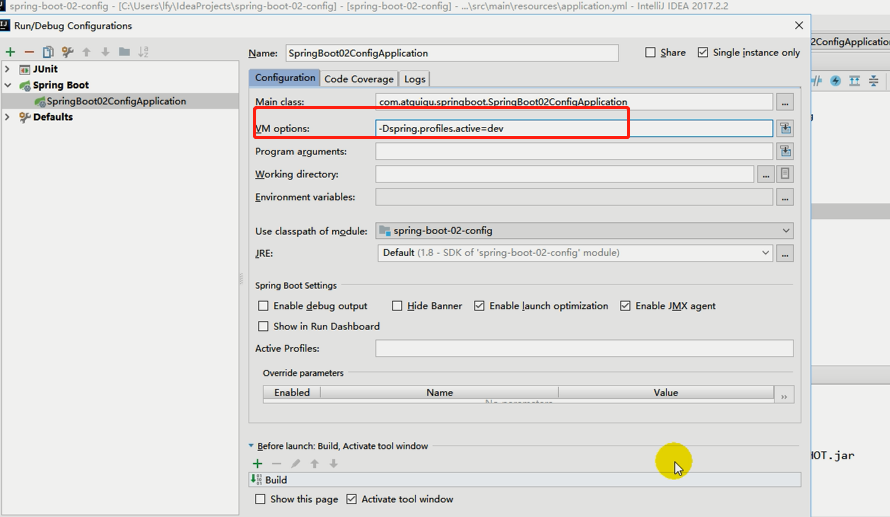 spring-boot-02-config - [C:\Users\lfy\IdeaProjects\spring-boot-02-config] - [spring-boot-02-config] - ...\src\main\resources\application.yml - IntelliJ IDEA 2017.2.2
Run/Debug Configurations
02ConfigApplication
Name: SpringBoot02ConfigApplication
Share
Single instance only
JUnit
Spring Boot
SpringBoot02ConfigApplication
Defaults
Configuration
Code Coverage
Logs
Main class: com.atguigu.springboot.SpringBoot02ConfigApplication
VM options: -Dspring.profiles.active=dev
Program arguments:
Working directory:
Environment variables:
Use classpath of module: spring-boot-02-config
JRE: Default (1.8 - SDK of 'spring-boot-02-config' module)
Spring Boot Settings
Enable debug output
Hide Banner
Enable launch optimization
Enable JMX agent
Show in Run Dashboard
Active Profiles:
Override parameters
Enabled Name Value
No parameters
Before launch: Build, Activate tool window
HOT.jar
Build
Show this page
Activate tool window